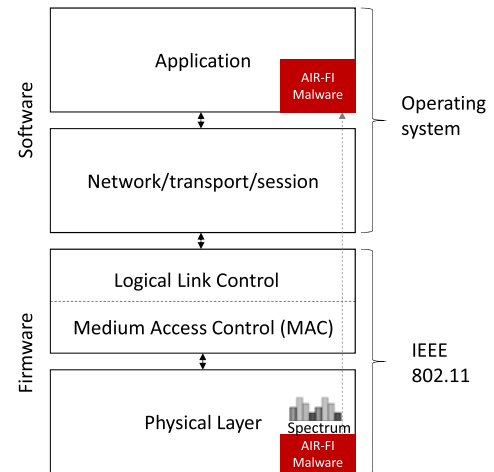 Software
Application
AIR-FI
Malware
Operating
system
Network/transport/session
Firmware
Logical Link Control
Medium Access Control (MAC)
IEEE
802.11
Physical Layer
Spectrum
AIR-FI
Malware